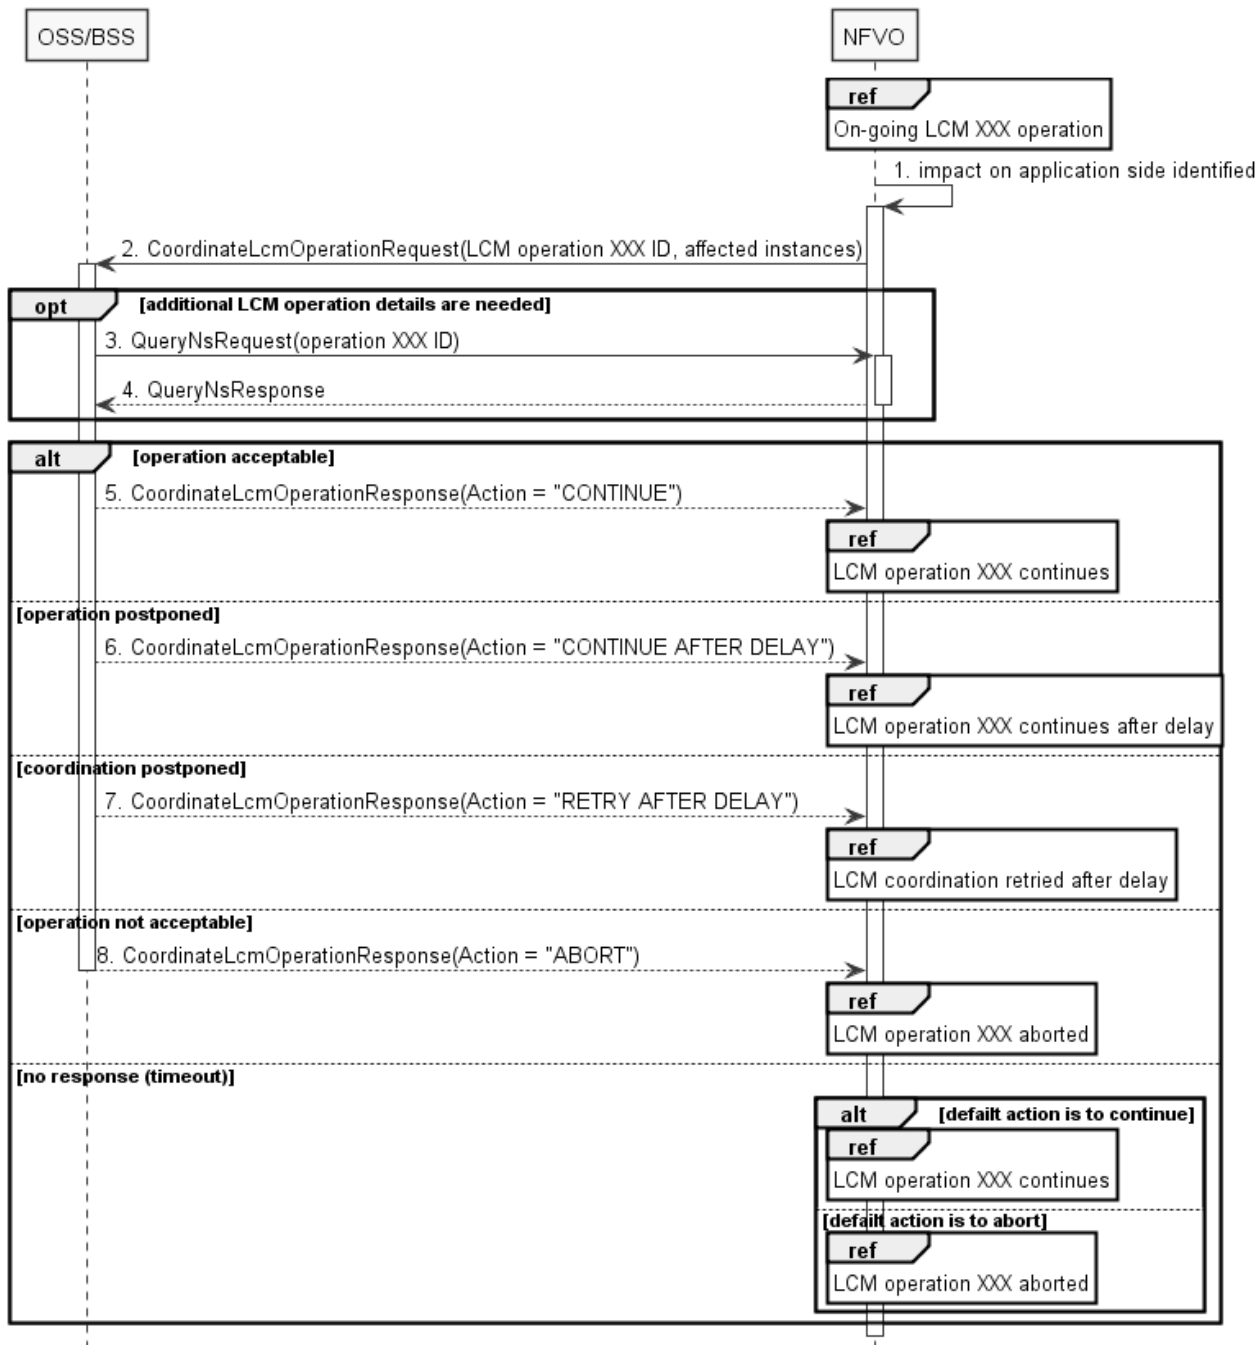 OSS/BSS
NFVO
ref
On-going LCM XXX operation
1. impact on application side identified
2. CoordinateLcmOperationRequest(LCM operation XXX ID, affected instances)
opt
[additional LCM operation details are needed]
3. QueryNsRequest(operation XXX ID)
4. QueryNsResponse
alt
[operation acceptable]
5. CoordinateLcmOperationResponse(Action = "CONTINUE")
ref
LCM operation XXX continues
[operation postponed]
6. CoordinateLcmOperationResponse(Action = "CONTINUE AFTER DELAY")
ref
LCM operation XXX continues after delay
[coordination postponed]
7. CoordinateLcmOperationResponse(Action = "RETRY AFTER DELAY")
ref
LCM coordination retried after delay
[operation not acceptable]
8. CoordinateLcmOperationResponse(Action = "ABORT")
ref
LCM operation XXX aborted
[no response (timeout)]
alt
[defailt action is to continue]
ref
LCM operation XXX continues
[defailt action is to abort]
ref
LCM operation XXX aborted